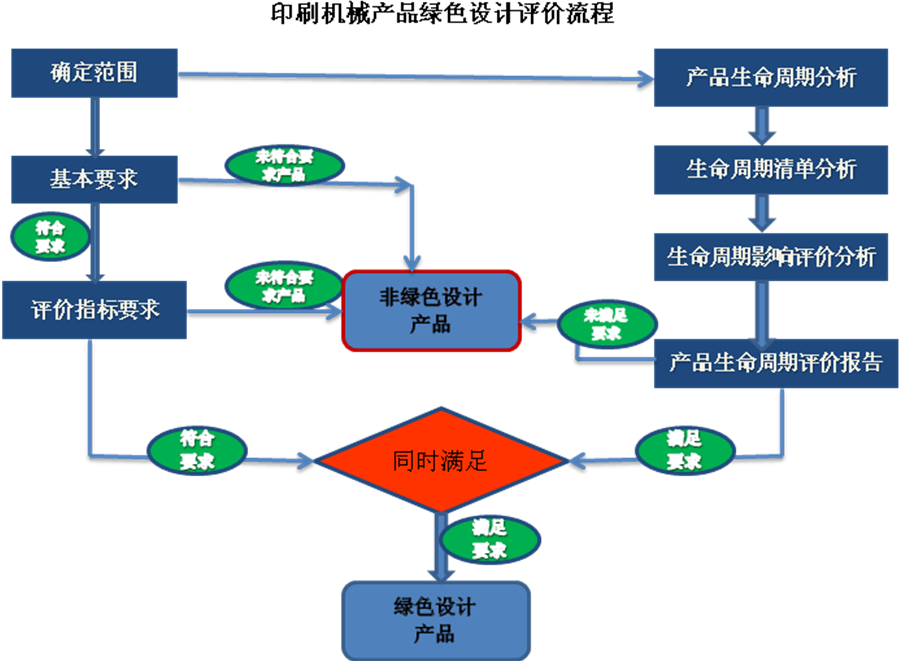 印刷机械产品绿色设计评价流程
确定范围
产品生命周期分析
未符合要
求产品
生命周期清单分析
基本要求
符合
要求
生命周期影响评价分析
未符合要
求产品
评价指标要求
非绿色设计
产品
未满足
要求
产品生命周期评价报告
符合
要求
同时满足
满足
要求
满足
要求
绿色设计
产品